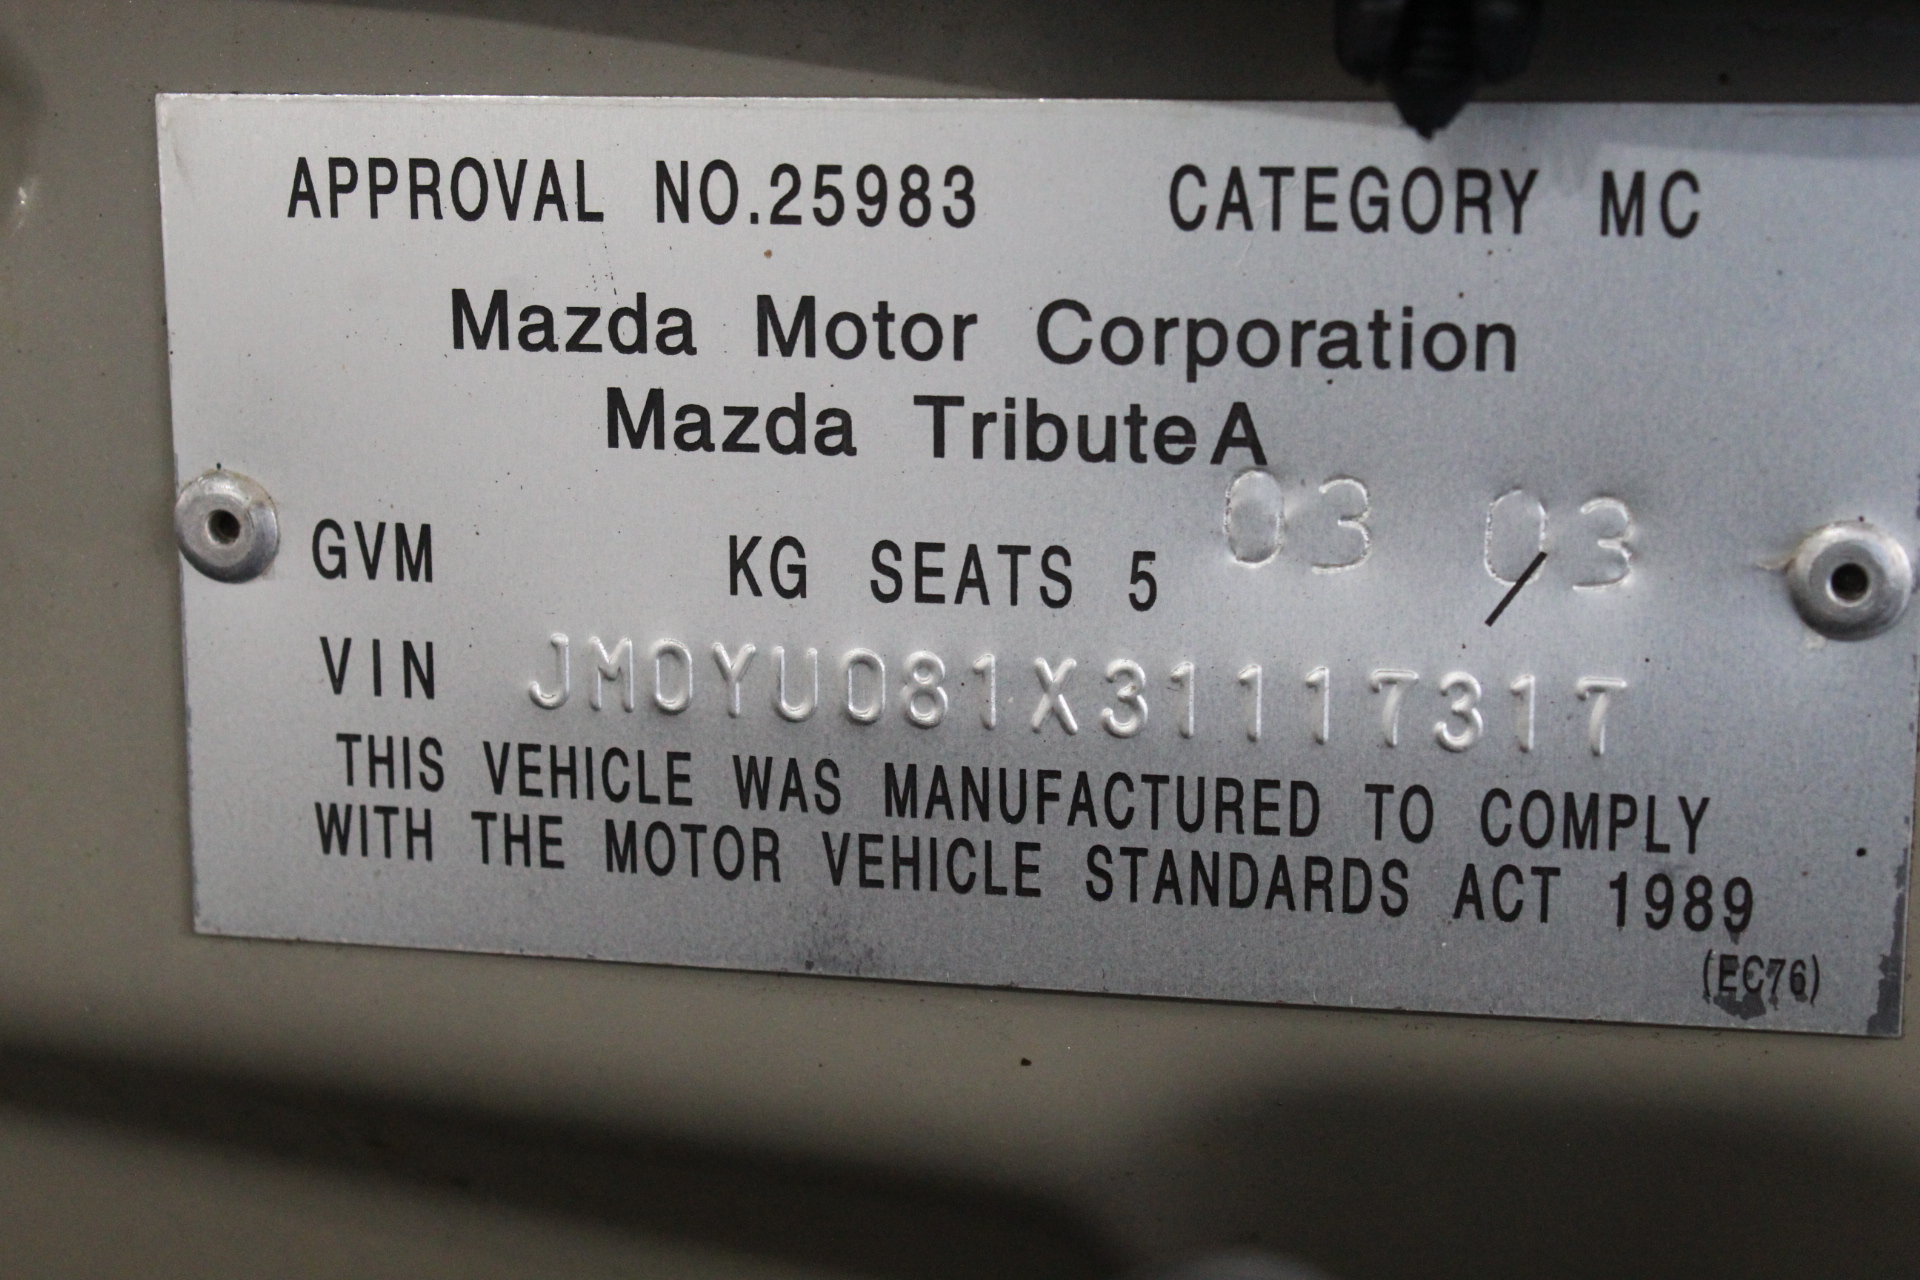 APPROVAL NO.25983 CATEGORY MC
Mazda Motor Corporation
Mazda Tribute A
03 / 03
GVM KG SEATS 5
VIN JM0YU081X31117317
THIS VEHICLE WAS MANUFACTURED TO COMPLY
WITH THE MOTOR VEHICLE STANDARDS ACT 1989
(EC76)